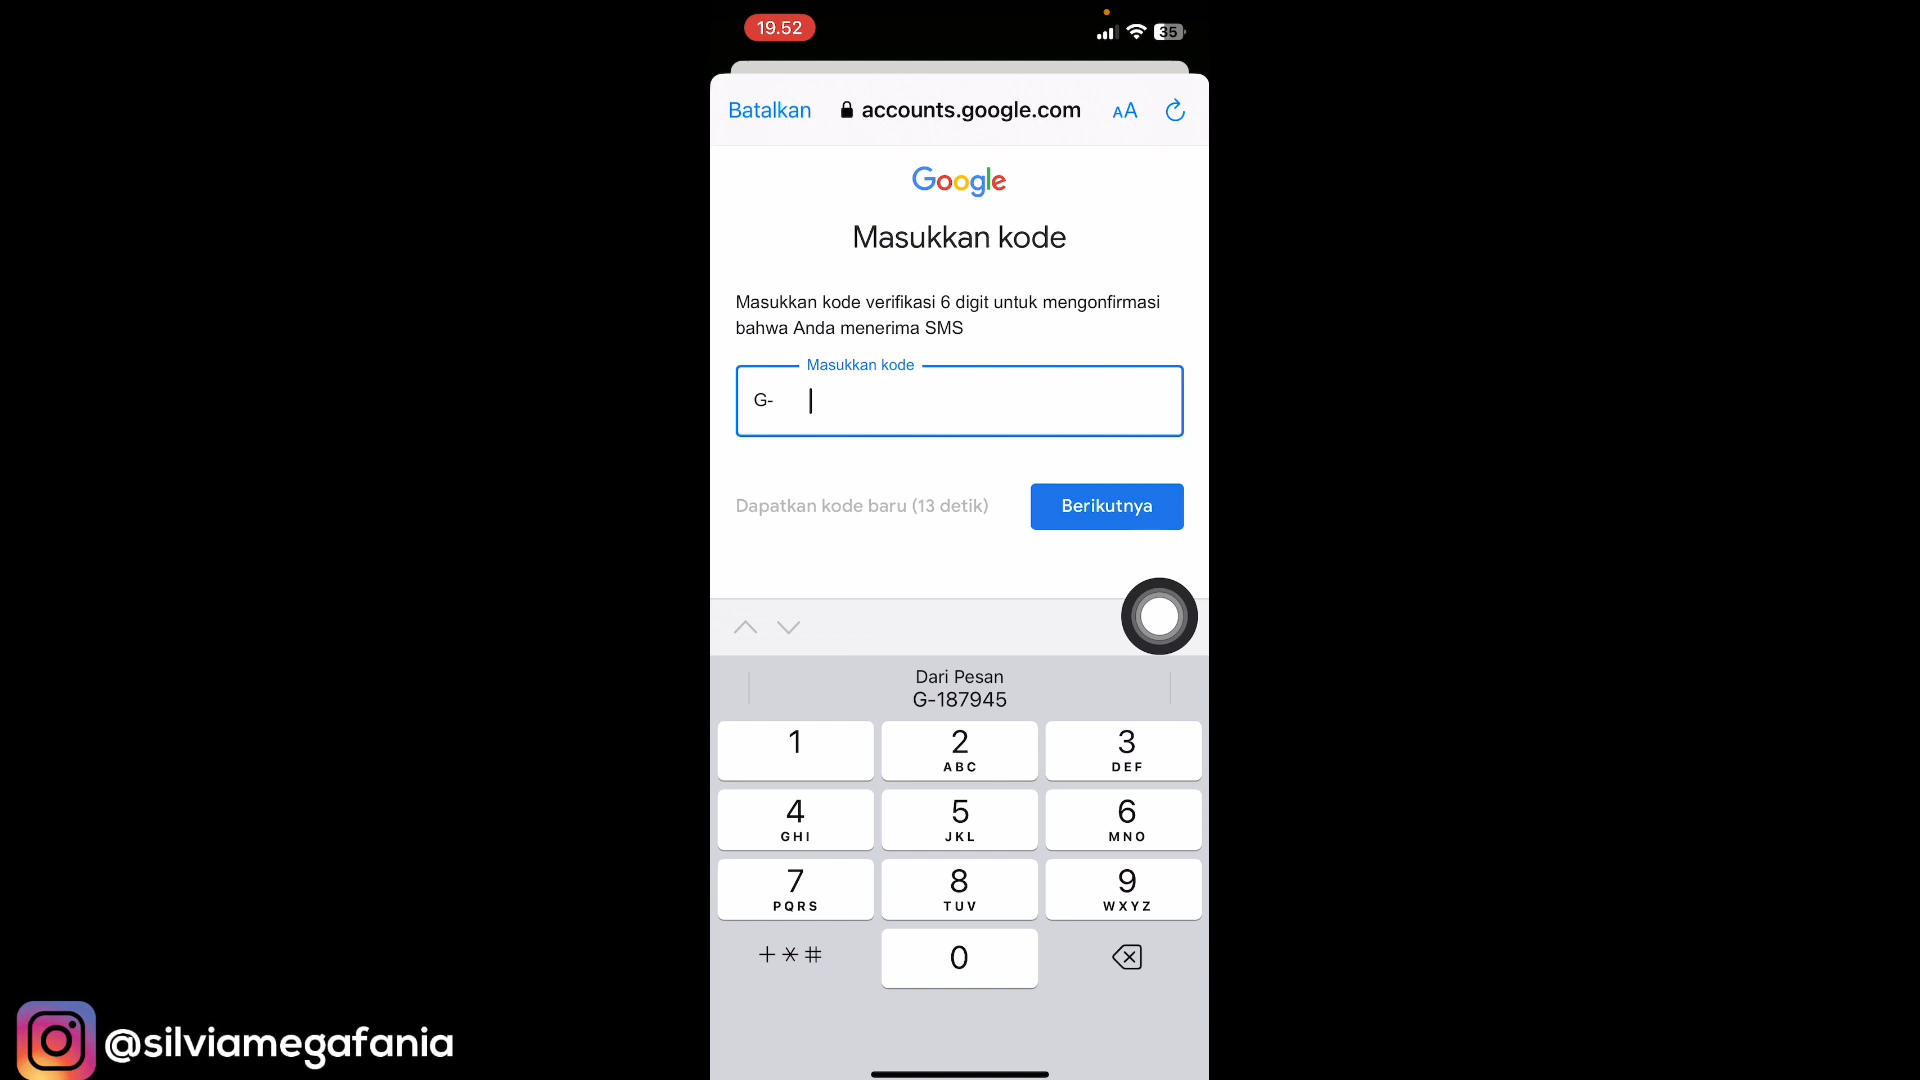 19.52
35
Batalkan accounts.google.com AA
Google
Masukkan kode
Masukkan kode verifikasi 6 digit untuk mengonfirmasi
bahwa Anda menerima SMS
Masukkan kode
G-
Dapatkan kode baru (13 detik) Berikutnya
Dari Pesan
G-187945
1 2 3
ABC DEF
4 5 6
GHI JKL MNO
7 8 9
PQRS TUV WXYZ
+*# 0
@silviamegafania